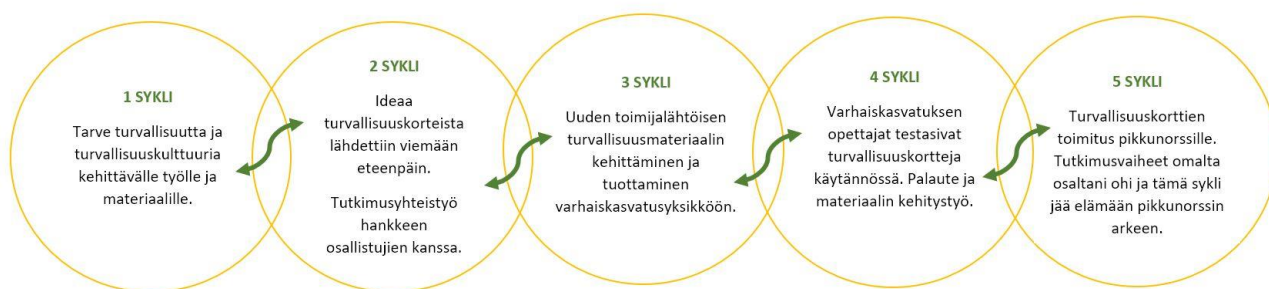 1 SYKLI
Tarve turvallisuutta ja
turvallisuuskulttuuria
kehittävälle työlle ja
materiaalille.
2 SYKLI
Ideaa
turvallisuuskorteista
lähdettiin viemään
eteenpäin.
Tutkimusyhteistyö
hankkeen
osallistujien kanssa.
3 SYKLI
Uuden toimijalähtöisen
turvallisuusmateriaalin
kehittäminen ja
tuottaminen
varhaiskasvatusyksikköön.
4 SYKLI
Varhaiskasvatuksen
opettajat testasivat
turvallisuuskortteja
käytännössä. Palaute ja
materiaalin kehitystyö.
5 SYKLI
Turvallisuuskorttien
toimitus pikkunorssille.
Tutkimusvaiheet omalta
osaltani ohi ja tämä sykli
jää elämään pikkunorssin
arkeen.